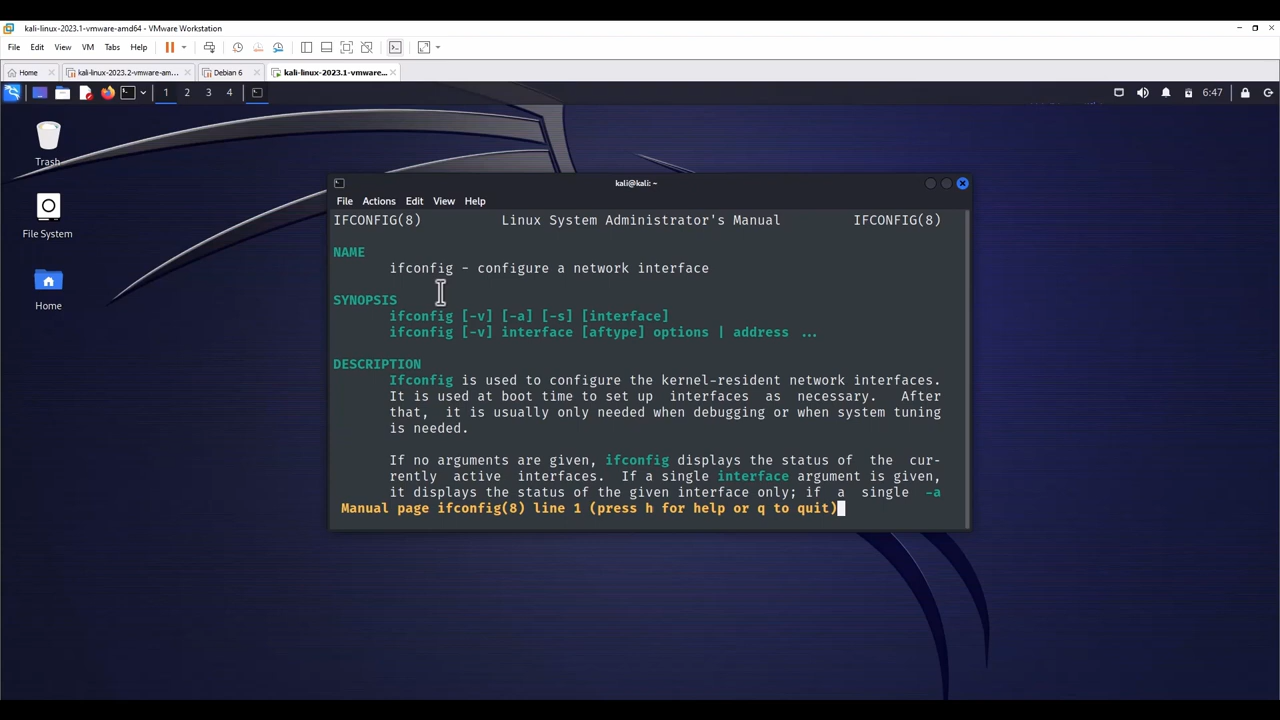 kali-linux-2023.1-vmware-amd64 - VMware Workstation
File Edit View VM Tabs Help
Home kali-linux-2023.2-vmware-am... Debian 6 kali-linux-2023.1-vmware...
1 2 3 4 6:47
Trash
File System
Home
kali@kali: ~
File Actions Edit View Help
IFCONFIG(8) Linux System Administrator's Manual IFCONFIG(8)
NAME
ifconfig - configure a network interface
SYNOPSIS
ifconfig [-v] [-a] [-s] [interface]
ifconfig [-v] interface [aftype] options | address ...
DESCRIPTION
Ifconfig is used to configure the kernel-resident network interfaces.
It is used at boot time to set up interfaces as necessary. After
that, it is usually only needed when debugging or when system tuning
is needed.
If no arguments are given, ifconfig displays the status of the cur-
rently active interfaces. If a single interface argument is given,
it displays the status of the given interface only; if a single -a
Manual page ifconfig(8) line 1 (press h for help or q to quit)